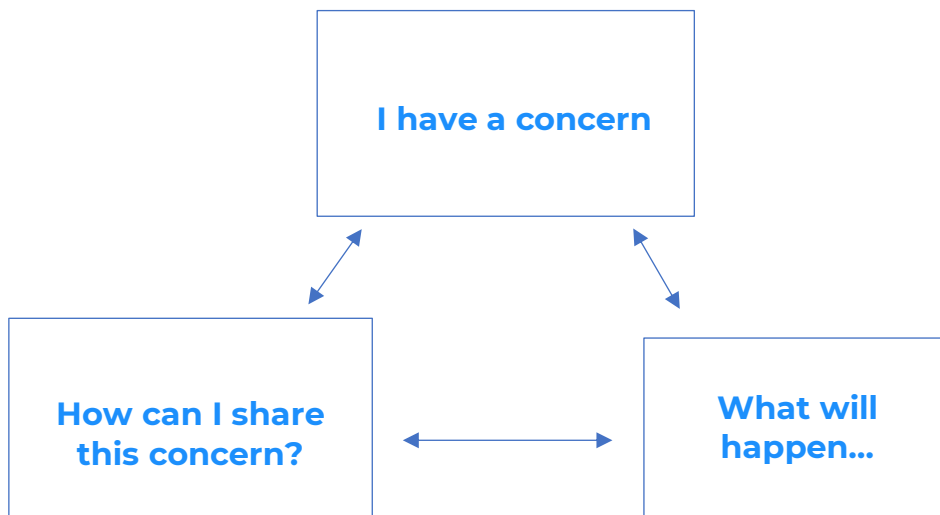 I have a concern
How can I share
this concern?
What will
happen...